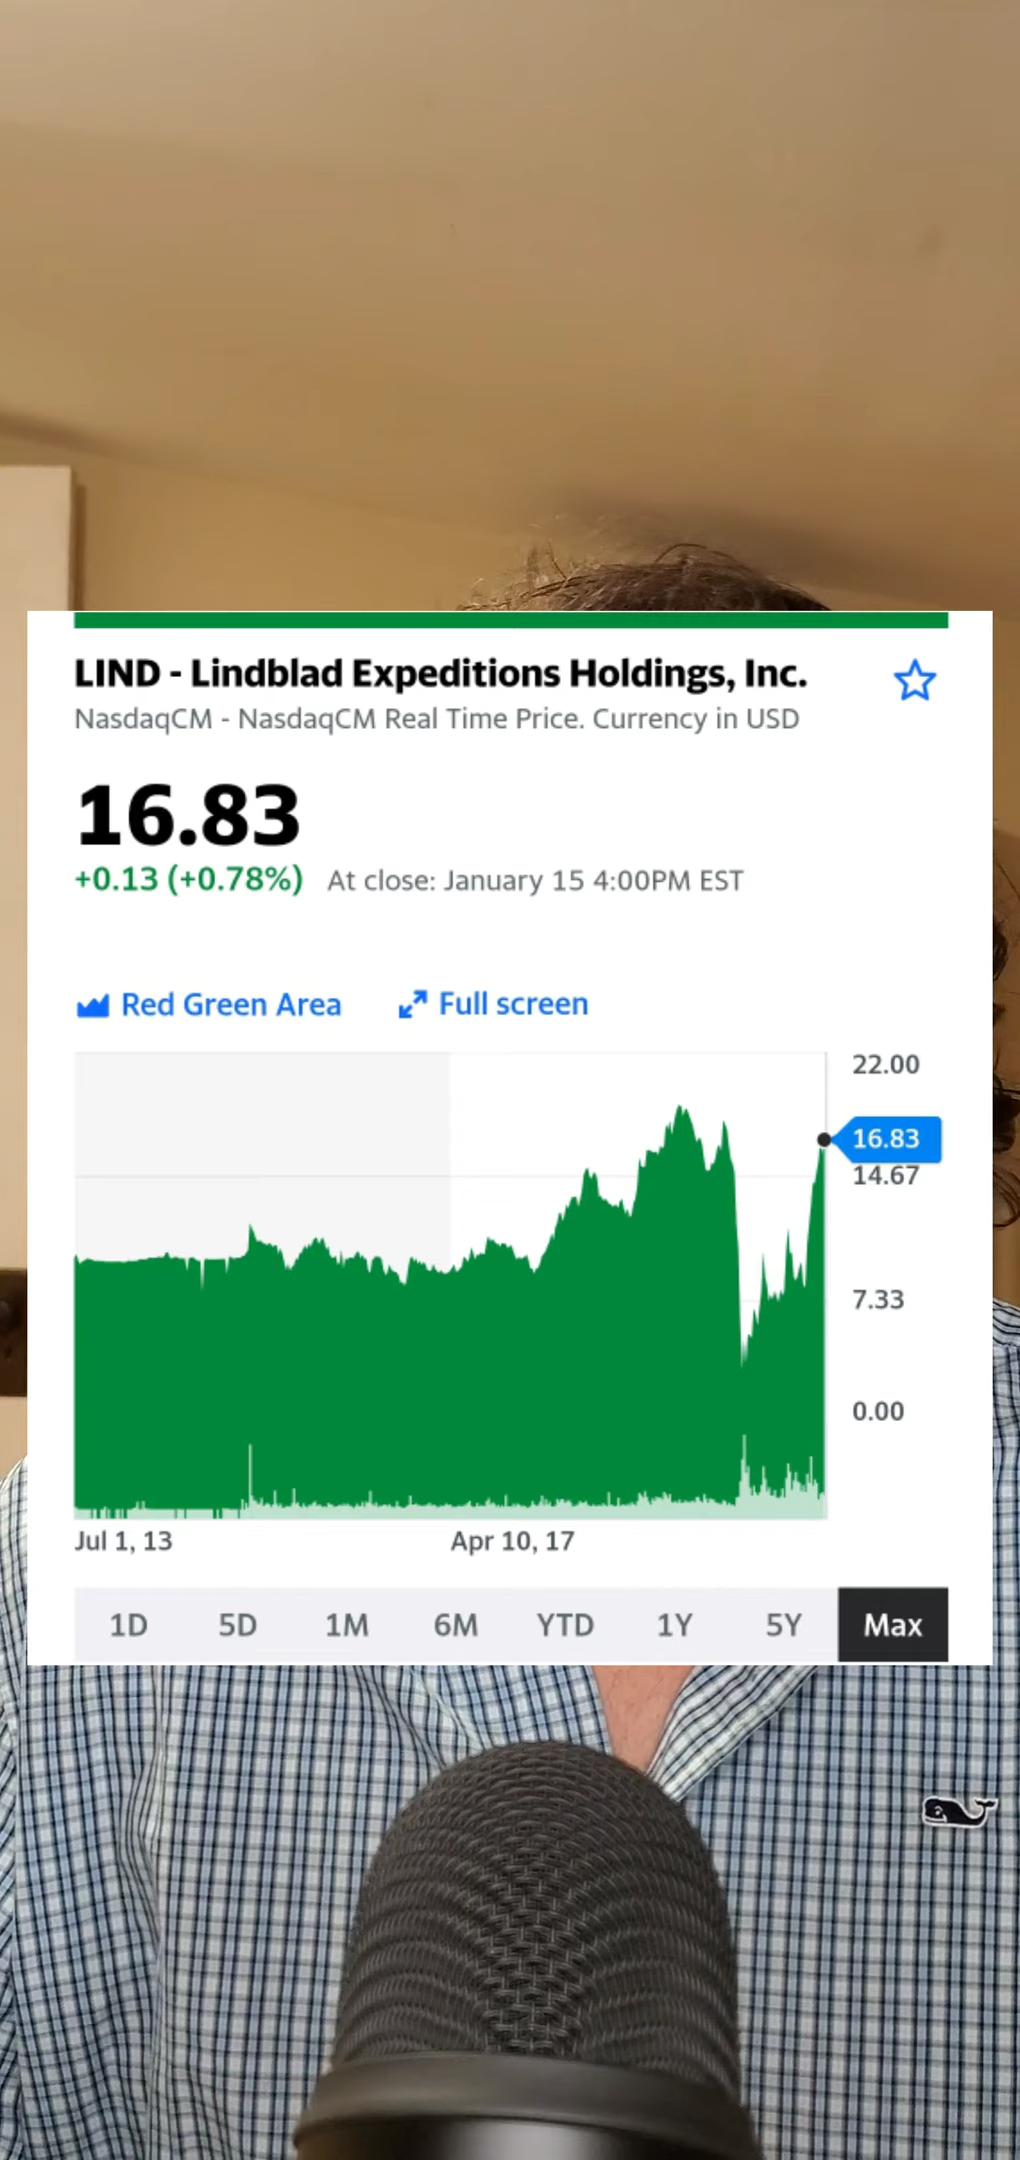 LIND - Lindblad Expeditions Holdings, Inc.
NasdaqCM - NasdaqCM Real Time Price. Currency in USD
16.83
+0.13 (+0.78%) At close: January 15 4:00PM EST
Red Green Area Full screen
22.00
16.83
14.67
7.33
0.00
Jul 1, 13 Apr 10, 17
1D 5D 1M 6M YTD 1Y 5Y Max